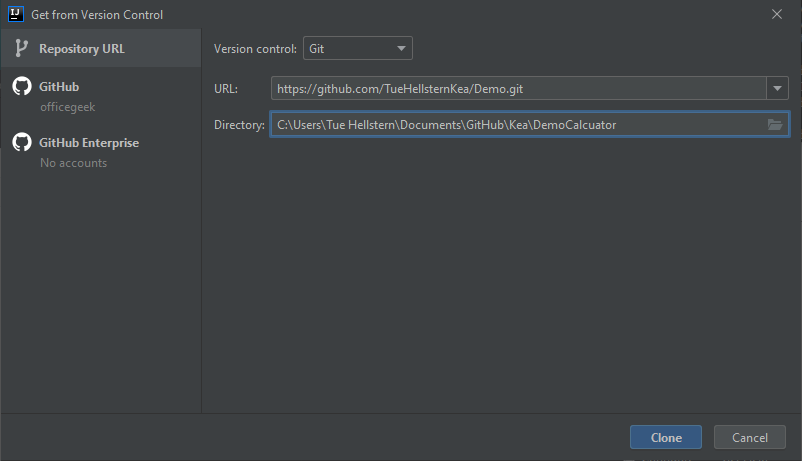 IJ Get from Version Control
Repository URL
GitHub
officegeek
GitHub Enterprise
No accounts
Version control: Git
URL: https://github.com/TueHellsternKea/Demo.git
Directory: C:\Users\Tue Hellstern\Documents\GitHub\Kea\DemoCalcuator
Clone Cancel